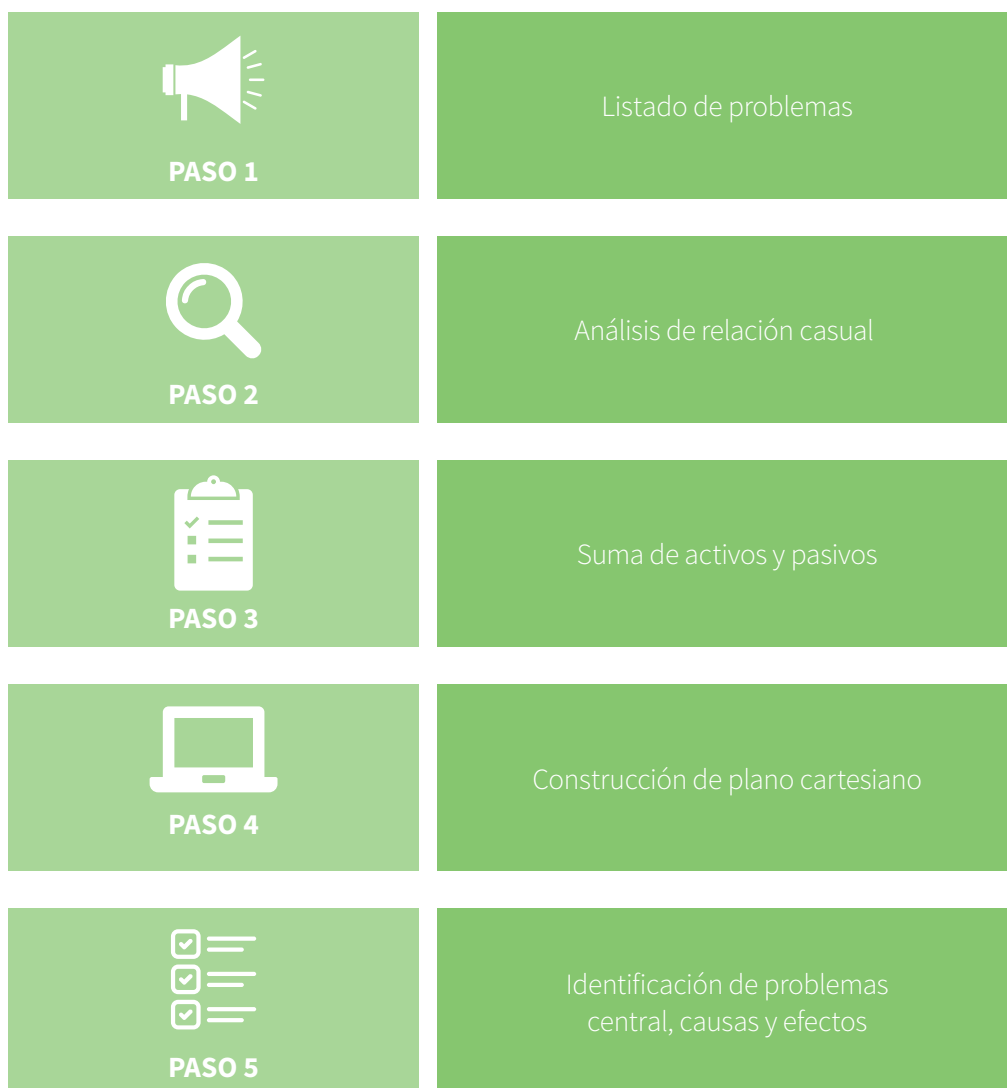 PASO 1
Listado de problemas
PASO 2
Análisis de relación casual
PASO 3
Suma de activos y pasivos
PASO 4
Construcción de plano cartesiano
PASO 5
Identificación de problemas
central, causas y efectos